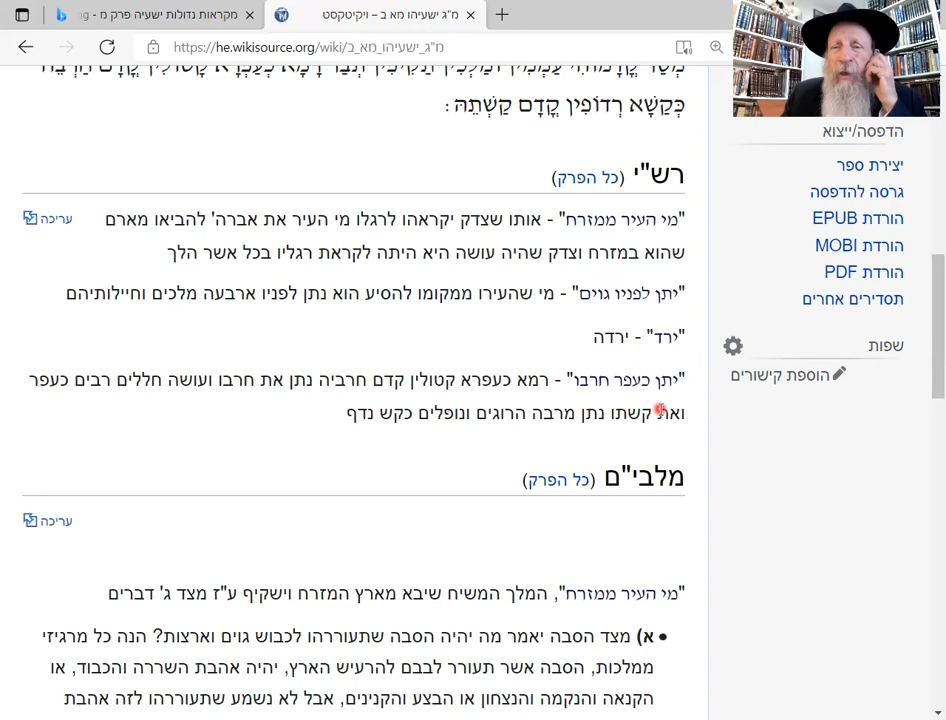 מקראות גדולות ישעיה פרק מ - ng
מ"ג ישעיהו מא ב – ויקיטקסט
https://he.wikisource.org/wiki/מ"ג_ישעיהו_מא_ב
כְּקַשָׁא רְדוֹפִין קֳדָם קַשְׁתֵּהּ :
רש"י (כל הפרק)
עריכה
"מי העיר ממזרח" - אותו שצדק יקראהו לרגלו מי העיר את אברה' להביאו מארם
שהוא במזרח וצדק שהיה עושה היא היתה לקראת רגליו בכל אשר הלך
"יתן לפניו גוים" - מי שהעירו ממקומו להסיע הוא נתן לפניו ארבעה מלכים וחיילותיהם
"ירד" - ירדה
"יתן כעפר חרבו" - רמא כעפרא קטולין קדם חרביה נתן את חרבו ועושה חללים רבים כעפר
ואת קשתו נתן מרבה הרוגים ונופלים כקש נדף
מלבי"ם (כל הפרק)
עריכה
"מי העיר ממזרח", המלך המשיח שיבא מארץ המזרח וישקיף ע"ז מצד ג' דברים
• א) מצד הסבה יאמר מה יהיה הסבה שתעוררהו לכבוש גוים וארצות? הנה כל מרגיזי
ממלכות, הסבה אשר תעורר לבבם להרעיש הארץ, יהיה אהבת השררה והכבוד, או
הקנאה והנקמה והנצחון או הבצע והקנינים, אבל לא נשמע שתעוררהו לזה אהבת
הדפסה/ייצוא
יצירת ספר
גרסה להדפסה
הורדת EPUB
הורדת MOBI
הורדת PDF
תסדירים אחרים
שפות
הוספת קישורים